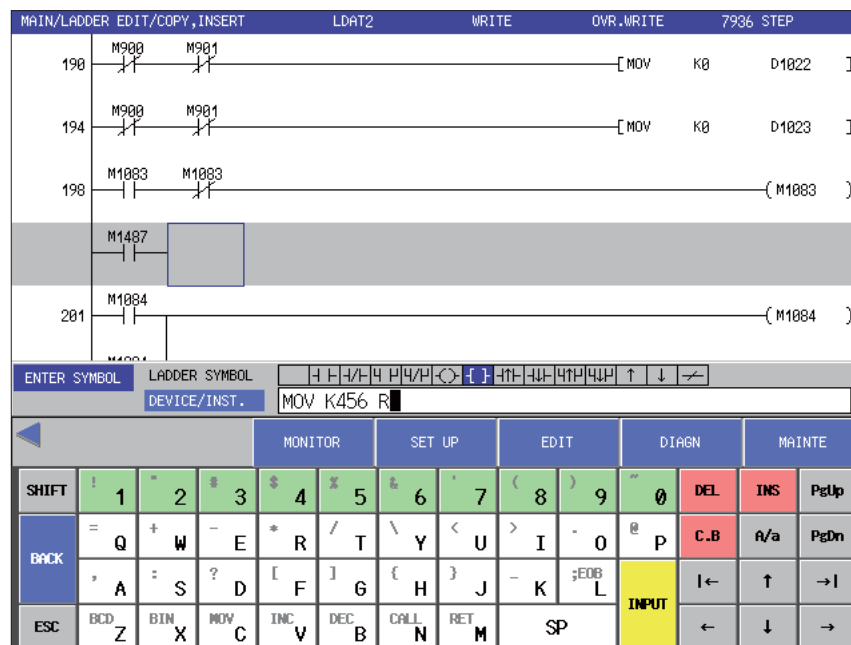 MAIN/LADDER EDIT/COPY,INSERT LDAT2 WRITE OVR.WRITE 7936 STEP
M900 M901
190 [ MOV K0 D1022 ]
M900 M901
194 [ MOV K0 D1023 ]
M1083 M1083
198 ( M1083 )
M1487
M1084
201 ( M1084 )
ENTER SYMBOL LADDER SYMBOL
DEVICE/INST. MOV K456 R
MONITOR SET UP EDIT DIAGN MAINTE
SHIFT ! 1 " 2 # 3 $ 4 % 5 & 6 ' 7 ( 8 ) 9 ~ 0 DEL INS PgUp
= Q + W - E * R / T \ Y < U > I . O @ P C.B A/a PgDn
BACK
, A : S ? D [ F ] G { H } J _ K ;EOB L INPUT |← ↑ →|
ESC BCD Z BIN X MOV C INC V DEC B CALL N RET M SP ← ↓ →